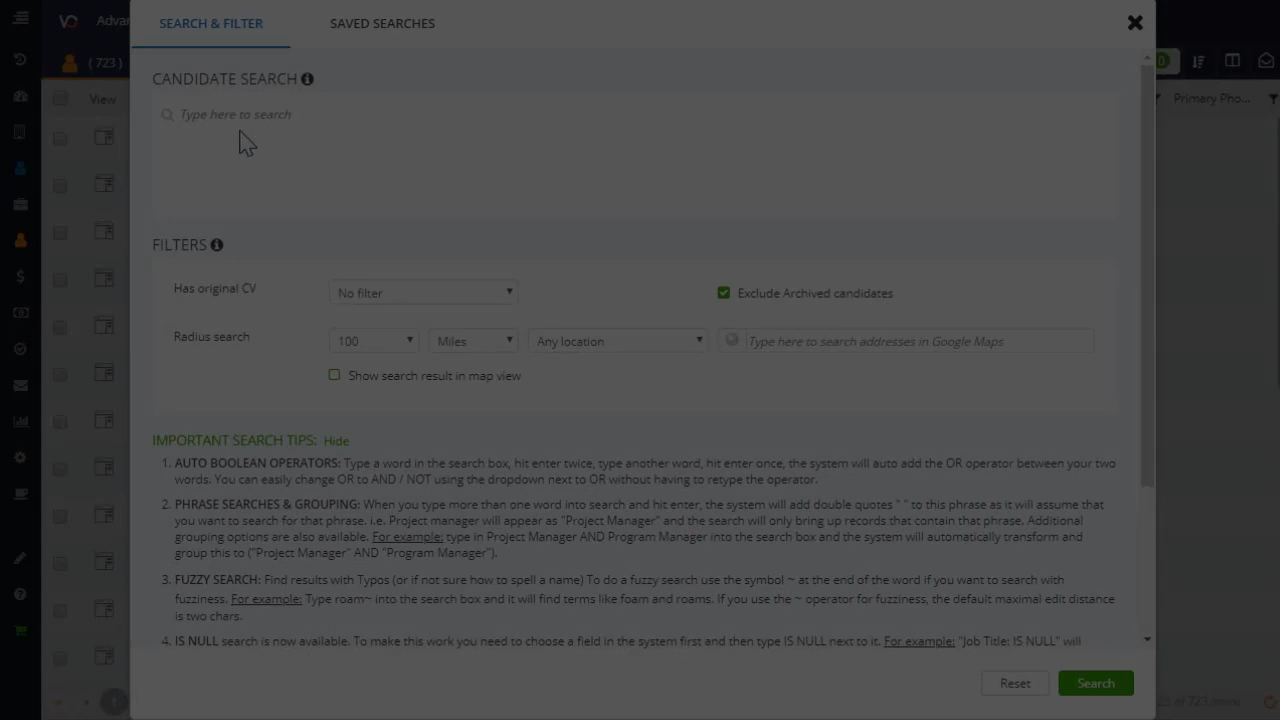 SEARCH & FILTER
SAVED SEARCHES
Advan
( 723 )
View
Primary Pho...
CANDIDATE SEARCH
Type here to search
FILTERS
Has original CV
No filter
Exclude Archived candidates
Radius search
100
Miles
Any location
Type here to search addresses in Google Maps
Show search result in map view
IMPORTANT SEARCH TIPS: Hide
1. AUTO BOOLEAN OPERATORS: Type a word in the search box, hit enter twice, type another word, hit enter once, the system will auto add the OR operator between your two
words. You can easily change OR to AND / NOT using the dropdown next to OR without having to retype the operator.
2. PHRASE SEARCHES & GROUPING: When you type more than one word into search and hit enter, the system will add double quotes " " to this phrase as it will assume that
you want to search for that phrase. i.e. Project manager will appear as "Project Manager" and the search will only bring up records that contain that phrase. Additional
grouping options are also available. For example: type in Project Manager AND Program Manager into the search box and the system will automatically transform and
group this to ("Project Manager" AND "Program Manager").
3. FUZZY SEARCH: Find results with Typos (or if not sure how to spell a name) To do a fuzzy search use the symbol ~ at the end of the word if you want to search with
fuzziness. For example: Type roam~ into the search box and it will find terms like foam and roams. If you use the ~ operator for fuzziness, the default maximal edit distance
is two chars.
4. IS NULL search is now available. To make this work you need to choose a field in the system first and then type IS NULL next to it. For example: "Job Title: IS NULL" will
Reset
Search
of 723 items